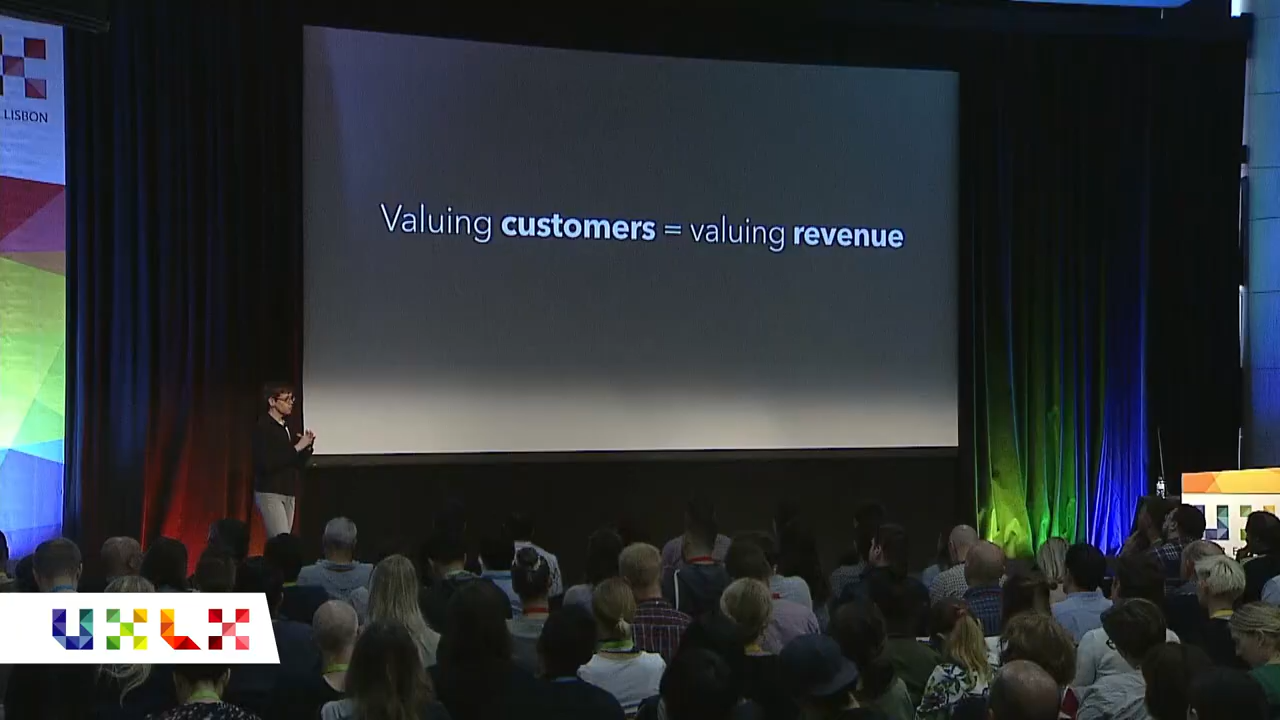 LISBON
Valuing customers = valuing revenue
UXLX